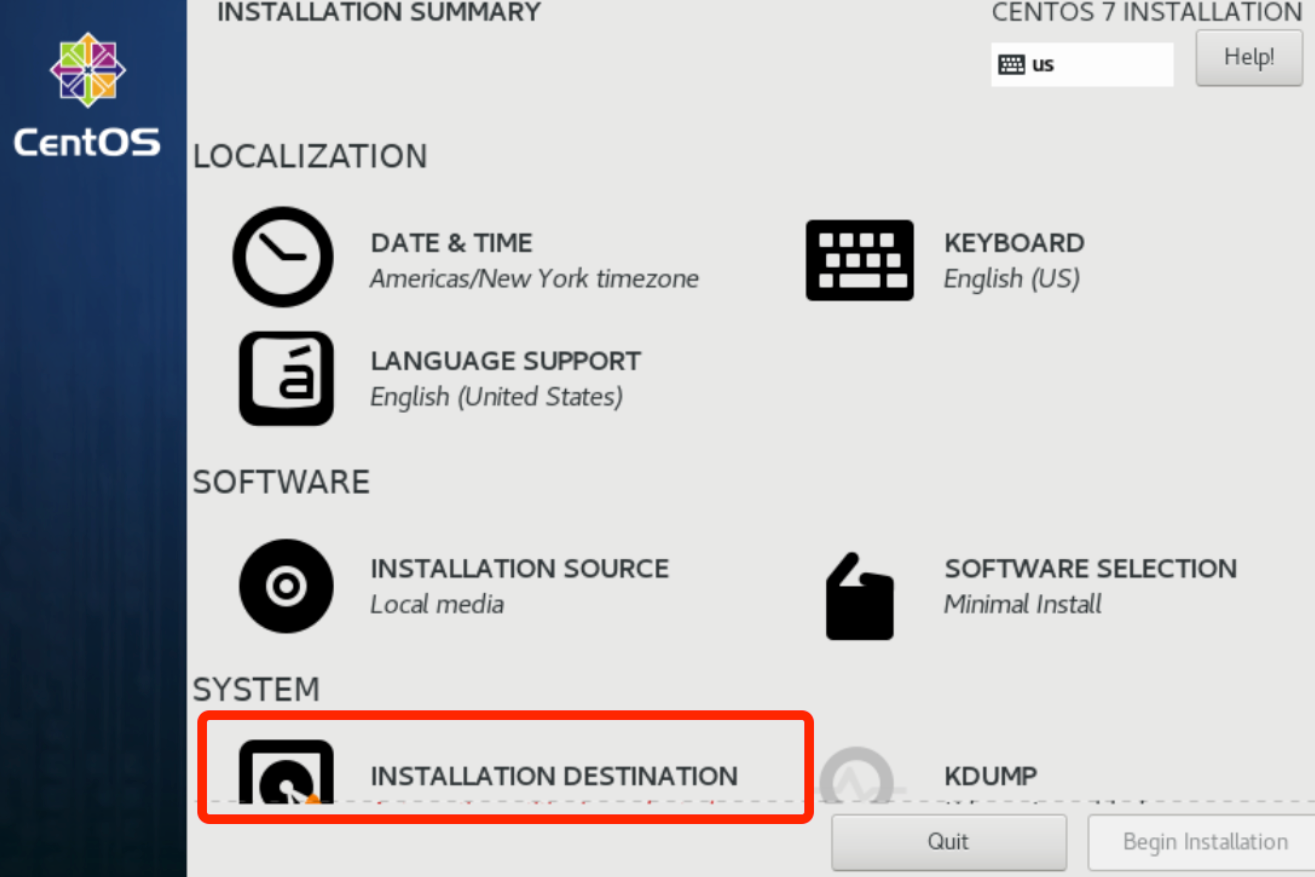 INSTALLATION SUMMARY
CENTOS 7 INSTALLATION
us
Help!
CentOS
LOCALIZATION
DATE & TIME
Americas/New York timezone
KEYBOARD
English (US)
á
LANGUAGE SUPPORT
English (United States)
SOFTWARE
INSTALLATION SOURCE
Local media
SOFTWARE SELECTION
Minimal Install
SYSTEM
INSTALLATION DESTINATION
KDUMP
Quit
Begin Installation